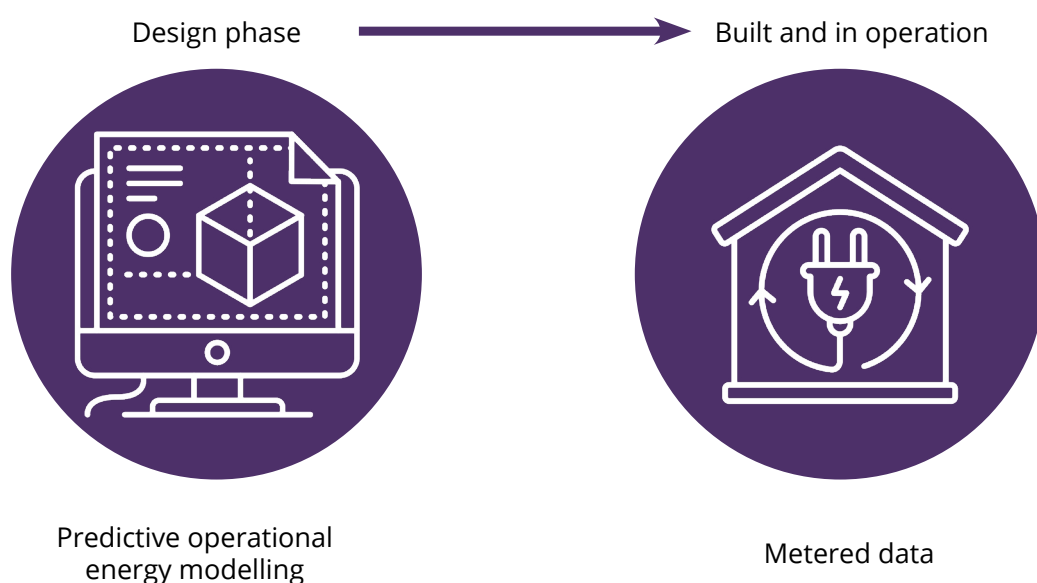 Design phase
Built and in operation
Predictive operational
energy modelling
Metered data